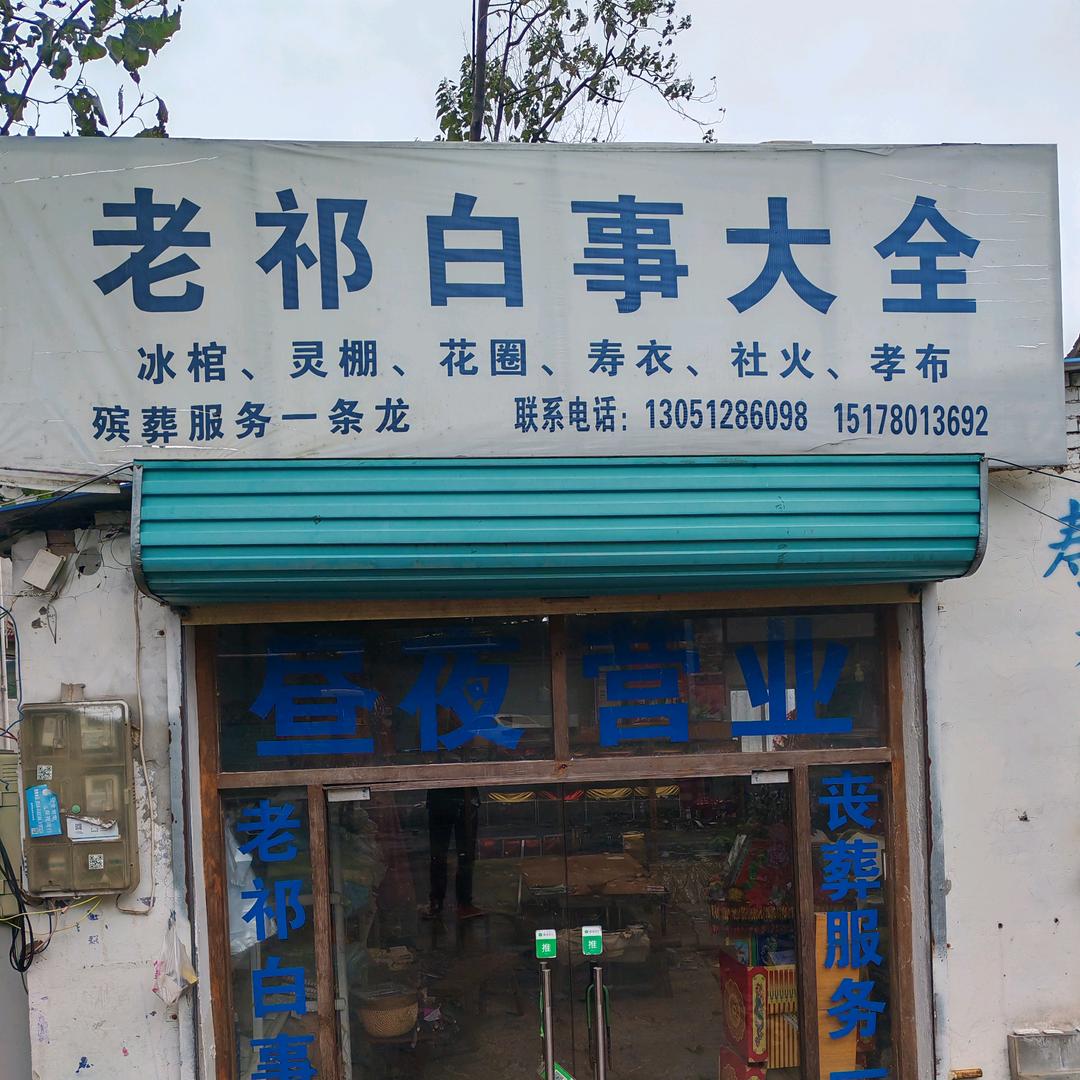 老祁白事大全
冰棺、灵棚、花圈、寿衣、社火、孝布
殡葬服务一条龙 联系电话：13051286098 15178013692
昼夜营业
老祁白事
丧葬服务一
推
推